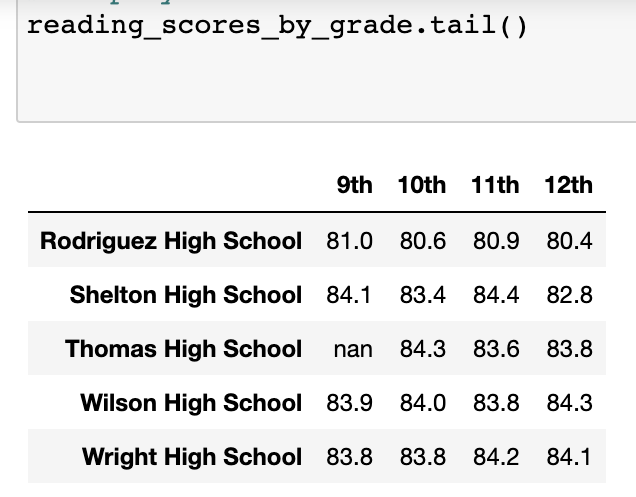 reading_scores_by_grade.tail()
9th 10th 11th 12th
Rodriguez High School 81.0 80.6 80.9 80.4
Shelton High School 84.1 83.4 84.4 82.8
Thomas High School nan 84.3 83.6 83.8
Wilson High School 83.9 84.0 83.8 84.3
Wright High School 83.8 83.8 84.2 84.1